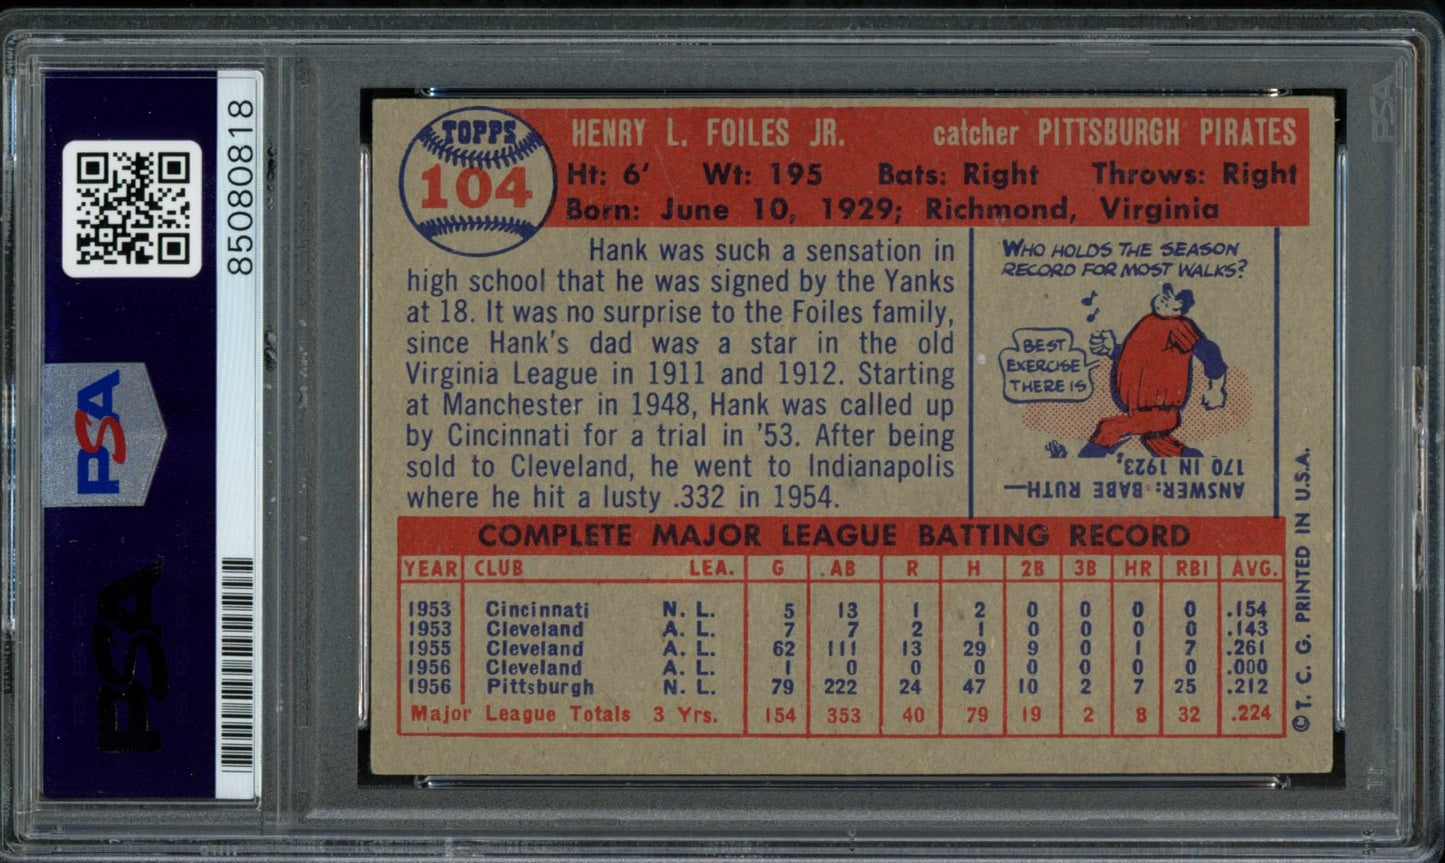 85080818
PSA
PSA
PSA
TOPPS
104
HENRY L. FOILES JR. catcher PITTSBURGH PIRATES
Ht: 6' Wt: 195 Bats: Right Throws: Right
Born: June 10, 1929; Richmond, Virginia
Hank was such a sensation in
high school that he was signed by the Yanks
at 18. It was no surprise to the Foiles family,
since Hank's dad was a star in the old
Virginia League in 1911 and 1912. Starting
at Manchester in 1948, Hank was called up
by Cincinnati for a trial in '53. After being
sold to Cleveland, he went to Indianapolis
where he hit a lusty .332 in 1954.
WHO HOLDS THE SEASON
RECORD FOR MOST WALKS?
BEST
EXERCISE
THERE IS
ANSWER: BABE RUTH—
170 IN 1923,
COMPLETE MAJOR LEAGUE BATTING RECORD
YEAR CLUB LEA. G AB R H 2B 3B HR RBI AVG.
1953 Cincinnati N. L. 5 13 1 2 0 0 0 0 .154
1953 Cleveland A. L. 7 7 2 1 0 0 0 0 .143
1955 Cleveland A. L. 62 111 13 29 9 0 1 7 .261
1956 Cleveland A. L. 1 0 0 0 0 0 0 0 .000
1956 Pittsburgh N. L. 79 222 24 47 10 2 7 25 .212
Major League Totals 3 Yrs. 154 353 40 79 19 2 8 32 .224
© T. C. G. PRINTED IN U.S.A.